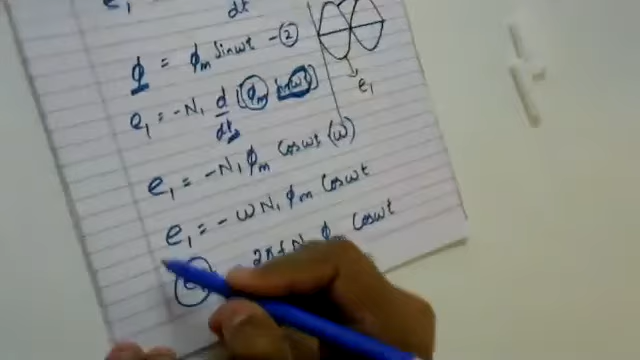 e₁ dt
ϕ = ϕm Sinωt - ②
e₁ = -N₁ d/dt (ϕm sinωt)
e₁
e₁ = -N₁ ϕm Cosωt (ω)
e₁ = - ω N₁ ϕm Cosωt
2πf N ϕm Cosωt